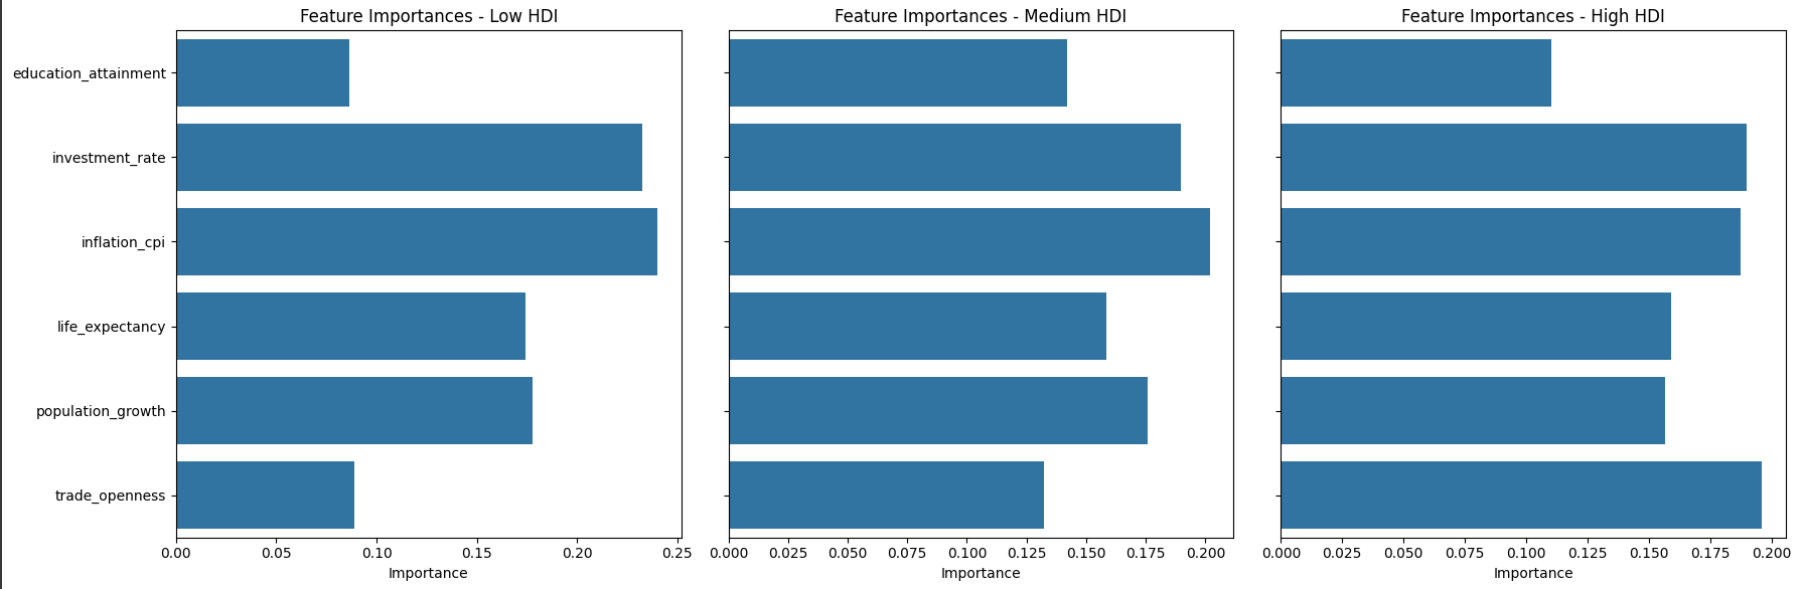 Feature Importances - Low HDI
Feature Importances - Medium HDI
Feature Importances - High HDI
education_attainment
investment_rate
inflation_cpi
life_expectancy
population_growth
trade_openness
0.00 0.05 0.10 0.15 0.20 0.25
Importance
0.000 0.025 0.050 0.075 0.100 0.125 0.150 0.175 0.200
Importance
0.000 0.025 0.050 0.075 0.100 0.125 0.150 0.175 0.200
Importance